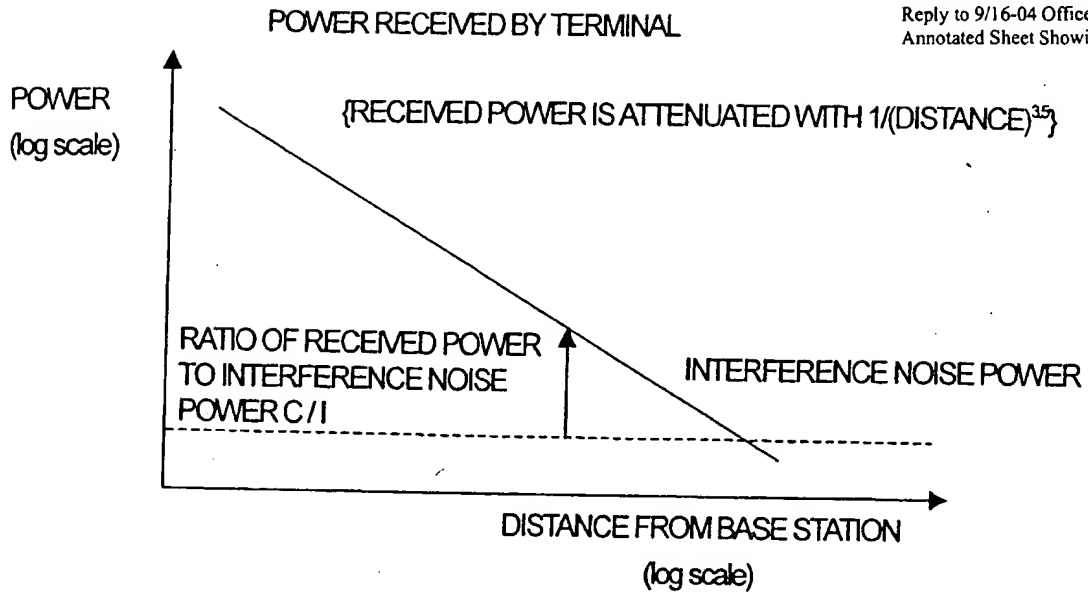 POWER RECEIVED BY TERMINAL
Reply to 9/16-04 Office
Annotated Sheet
POWER
(log scale)
{RECEIVED POWER IS ATTENUATED WITH 1/(DISTANCE)^3.5}
RATIO OF RECEIVED POWER
TO INTERFERENCE NOISE
POWER C / I
INTERFERENCE NOISE POWER
DISTANCE FROM BASE STATION
(log scale)